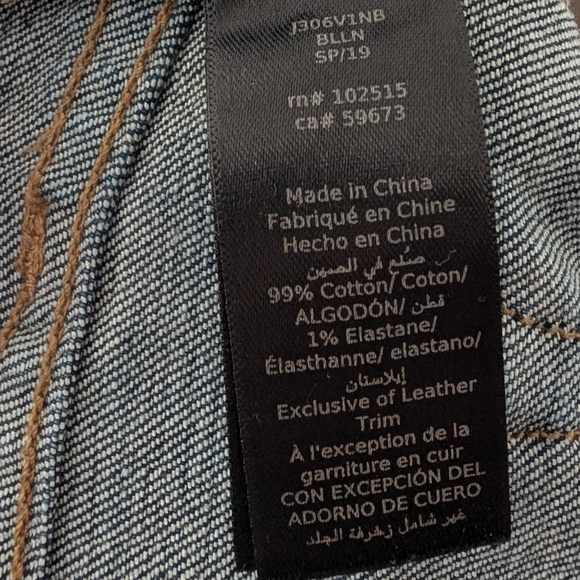 J306V1NB
BLLN
SP/19
rn# 102515
ca# 59673
Made in China
Fabriqué en Chine
Hecho en China
صنع في الصين
99% Cotton/ Coton/
ALGODÓN/ قطن
1% Elastane/
Élasthanne/ elastano/
إيلاستان
Exclusive of Leather
Trim
À l'exception de la
garniture en cuir
CON EXCEPCIÓN DEL
ADORNO DE CUERO
غير شامل زخرفة الجلد